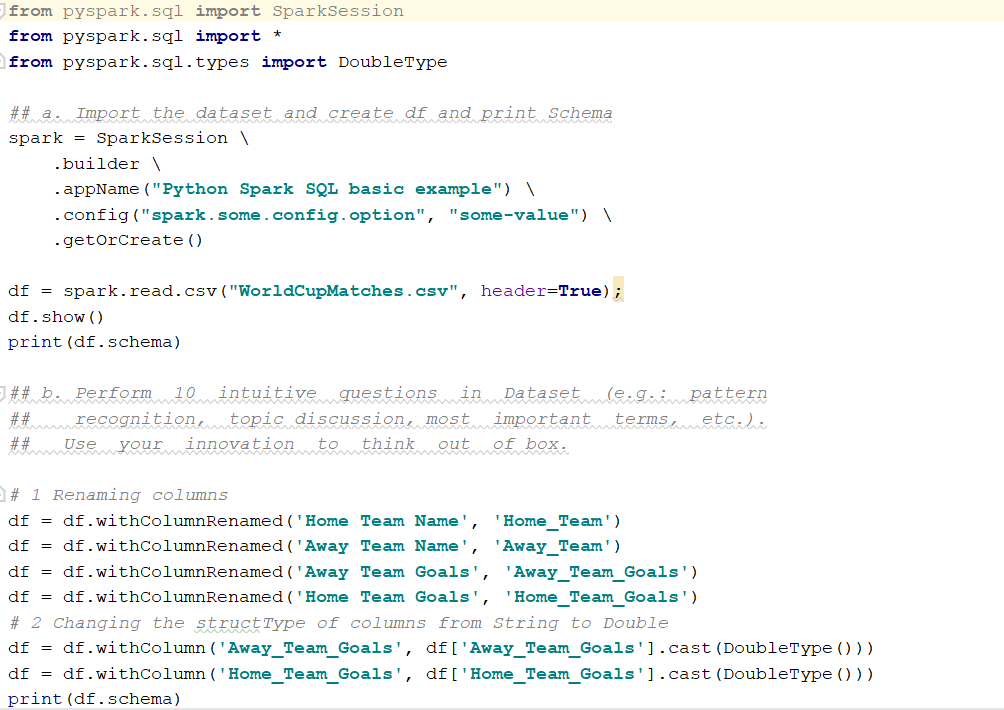 from pyspark.sql import SparkSession
from pyspark.sql import *
from pyspark.sql.types import DoubleType
## a. Import the dataset and create df and print Schema
spark = SparkSession \
    .builder \
    .appName("Python Spark SQL basic example") \
    .config("spark.some.config.option", "some-value") \
    .getOrCreate()
df = spark.read.csv("WorldCupMatches.csv", header=True);
df.show()
print(df.schema)
## b. Perform  10  intuitive  questions  in  Dataset  (e.g.:  pattern
##    recognition,  topic discussion, most  important  terms,  etc.).
##   Use  your  innovation  to  think  out  of box.
# 1 Renaming columns
df = df.withColumnRenamed('Home Team Name', 'Home_Team')
df = df.withColumnRenamed('Away Team Name', 'Away_Team')
df = df.withColumnRenamed('Away Team Goals', 'Away_Team_Goals')
df = df.withColumnRenamed('Home Team Goals', 'Home_Team_Goals')
# 2 Changing the structType of columns from String to Double
df = df.withColumn('Away_Team_Goals', df['Away_Team_Goals'].cast(DoubleType()))
df = df.withColumn('Home_Team_Goals', df['Home_Team_Goals'].cast(DoubleType()))
print(df.schema)